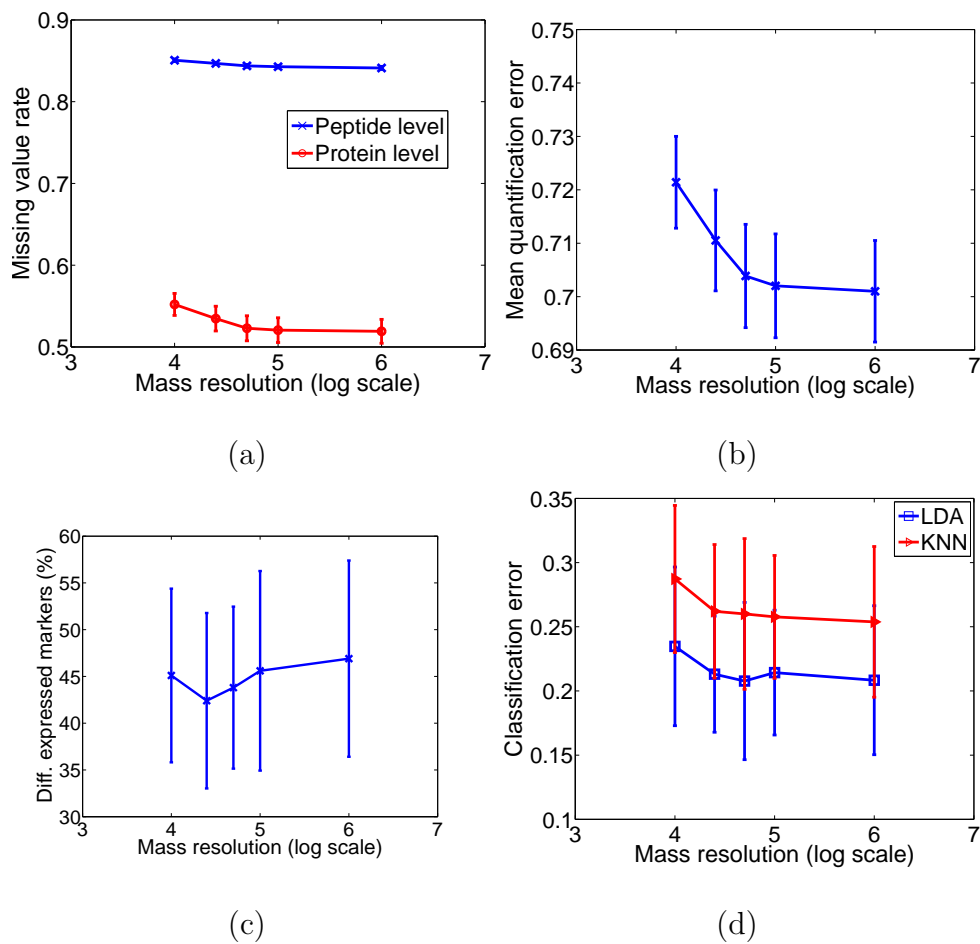 0.9
0.8
0.7
0.6
0.5
3 4 5 6 7
Missing value rate
Mass resolution (log scale)
Peptide level
Protein level
(a)
0.75
0.74
0.73
0.72
0.71
0.7
0.69
3 4 5 6 7
Mean quantification error
Mass resolution (log scale)
(b)
60
55
50
45
40
35
30
3 4 5 6 7
Diff. expressed markers (%)
Mass resolution (log scale)
(c)
0.35
0.3
0.25
0.2
0.15
0.1
3 4 5 6 7
Classification error
Mass resolution (log scale)
LDA
KNN
(d)